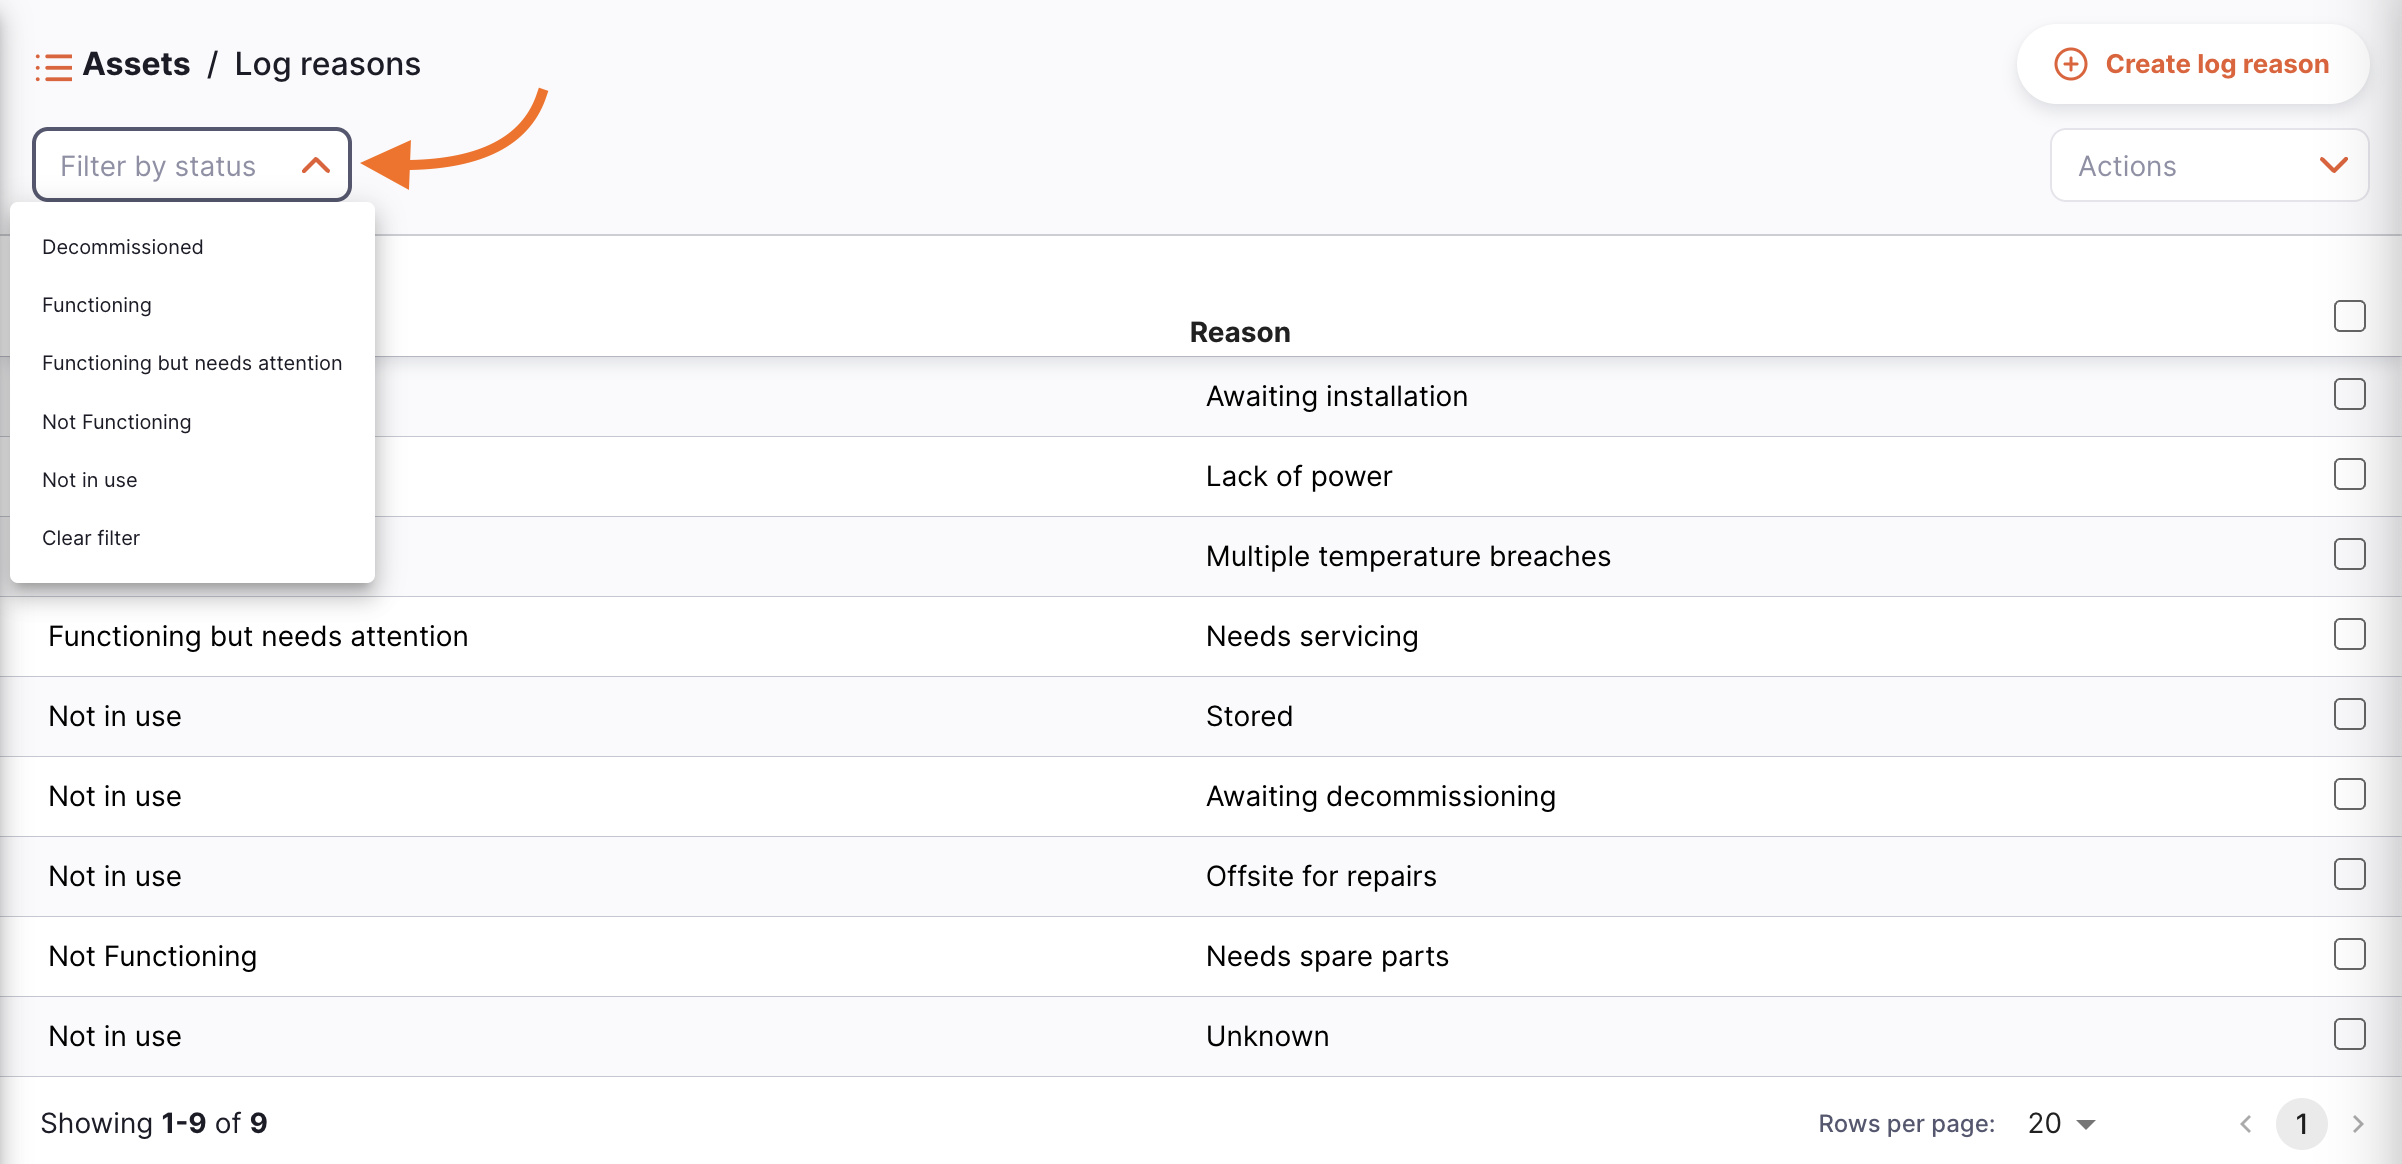 Assets / Log reasons
Create log reason
Filter by status
Actions
Decommissioned
Functioning
Functioning but needs attention
Not Functioning
Not in use
Clear filter
Reason
Awaiting installation
Lack of power
Multiple temperature breaches
Functioning but needs attention Needs servicing
Not in use Stored
Not in use Awaiting decommissioning
Not in use Offsite for repairs
Not Functioning Needs spare parts
Not in use Unknown
Showing 1-9 of 9 Rows per page: 20 1